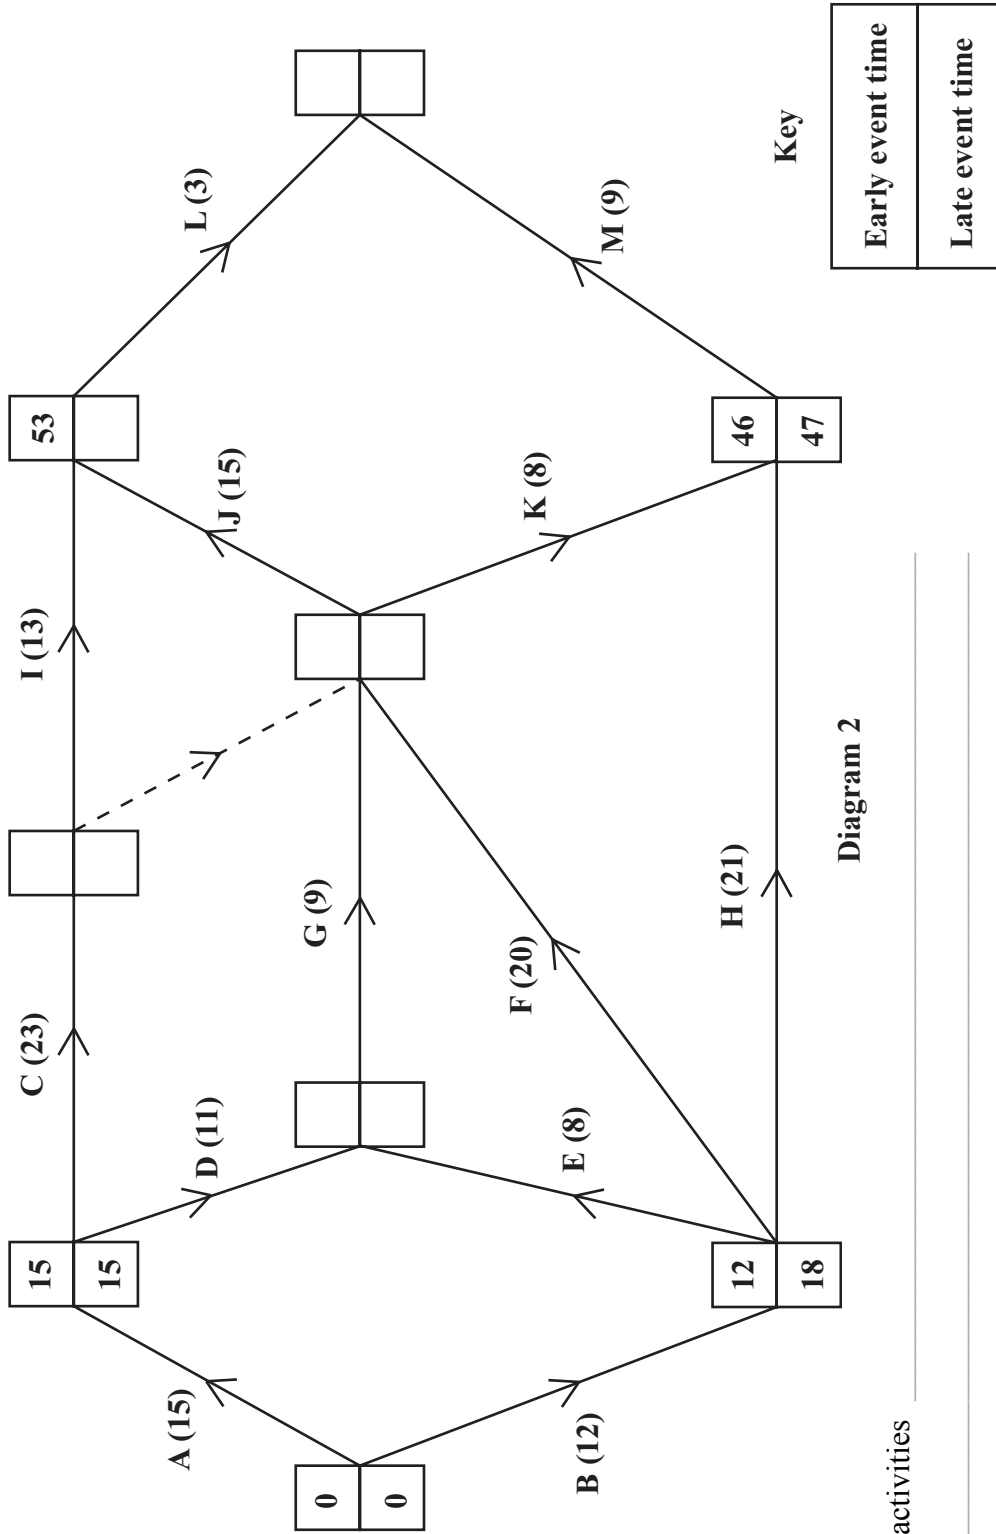 15
15
C (23)
I (13)
53
A (15)
D (11)
J (15)
L (3)
0
0
G (9)
E (8)
F (20)
K (8)
M (9)
B (12)
12
18
H (21)
46
47
Key
Early event time
Late event time
Diagram 2
activities